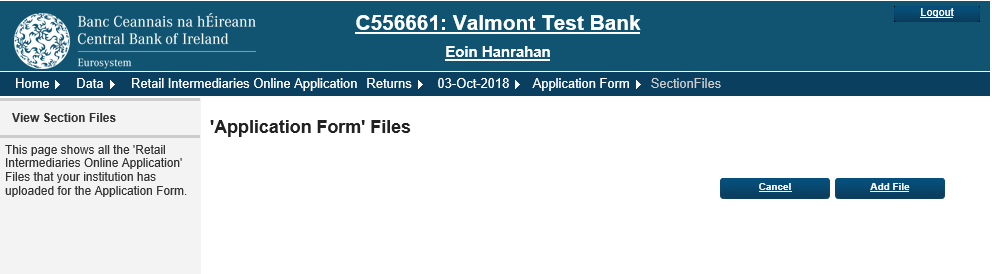 Banc Ceannais na hÉireann
Central Bank of Ireland
Eurosystem
C556661: Valmont Test Bank
Eoin Hanrahan
Logout
Home Data Retail Intermediaries Online Application Returns 03-Oct-2018 Application Form SectionFiles
View Section Files
This page shows all the 'Retail
Intermediaries Online Application'
Files that your institution has
uploaded for the Application Form.
'Application Form' Files
Cancel Add File